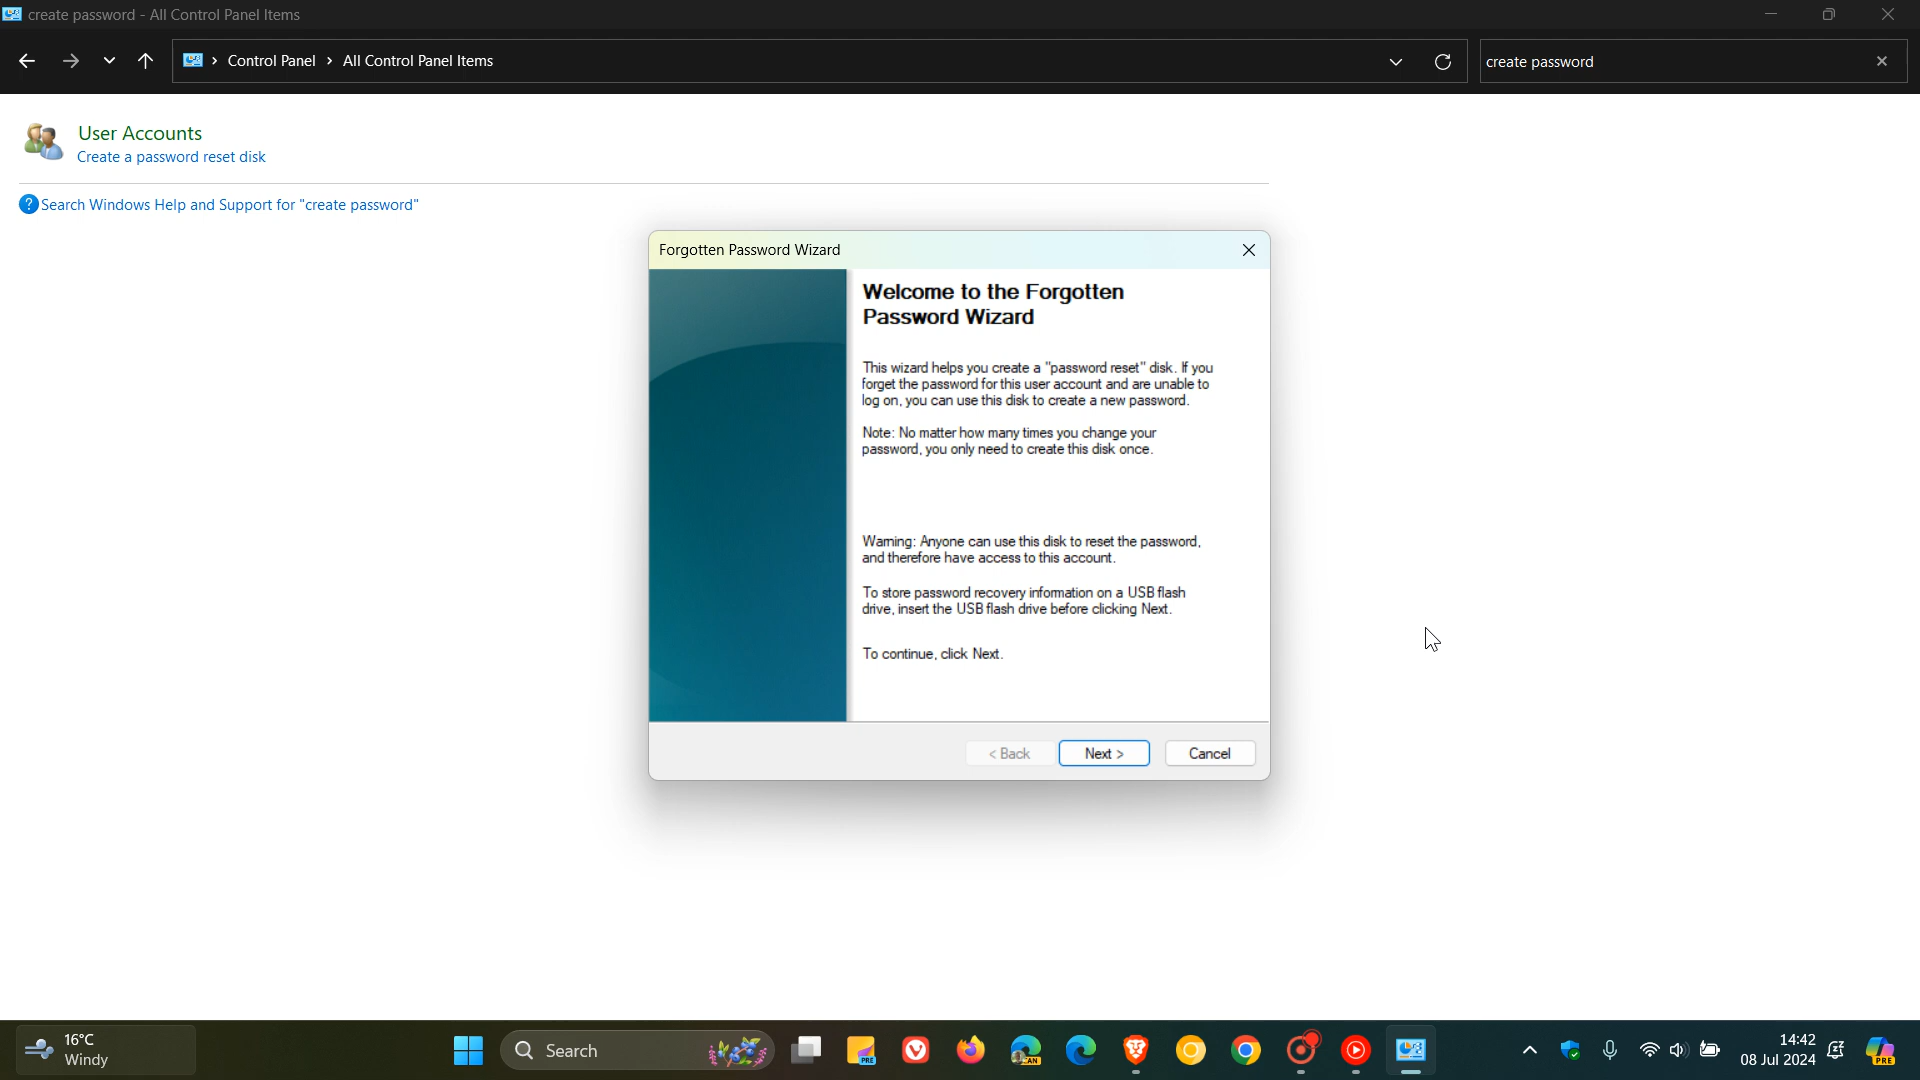 create password - All Control Panel Items
Control Panel > All Control Panel Items
create password
User Accounts
Create a password reset disk
? Search Windows Help and Support for "create password"
Forgotten Password Wizard
Welcome to the Forgotten
Password Wizard
This wizard helps you create a "password reset" disk. If you
forget the password for this user account and are unable to
log on, you can use this disk to create a new password.
Note: No matter how many times you change your
password, you only need to create this disk once.
Warning: Anyone can use this disk to reset the password,
and therefore have access to this account.
To store password recovery information on a USB flash
drive, insert the USB flash drive before clicking Next.
To continue, click Next.
< Back
Next >
Cancel
16°C
Windy
Search
PRE
CAN
14:42
08 Jul 2024
PRE